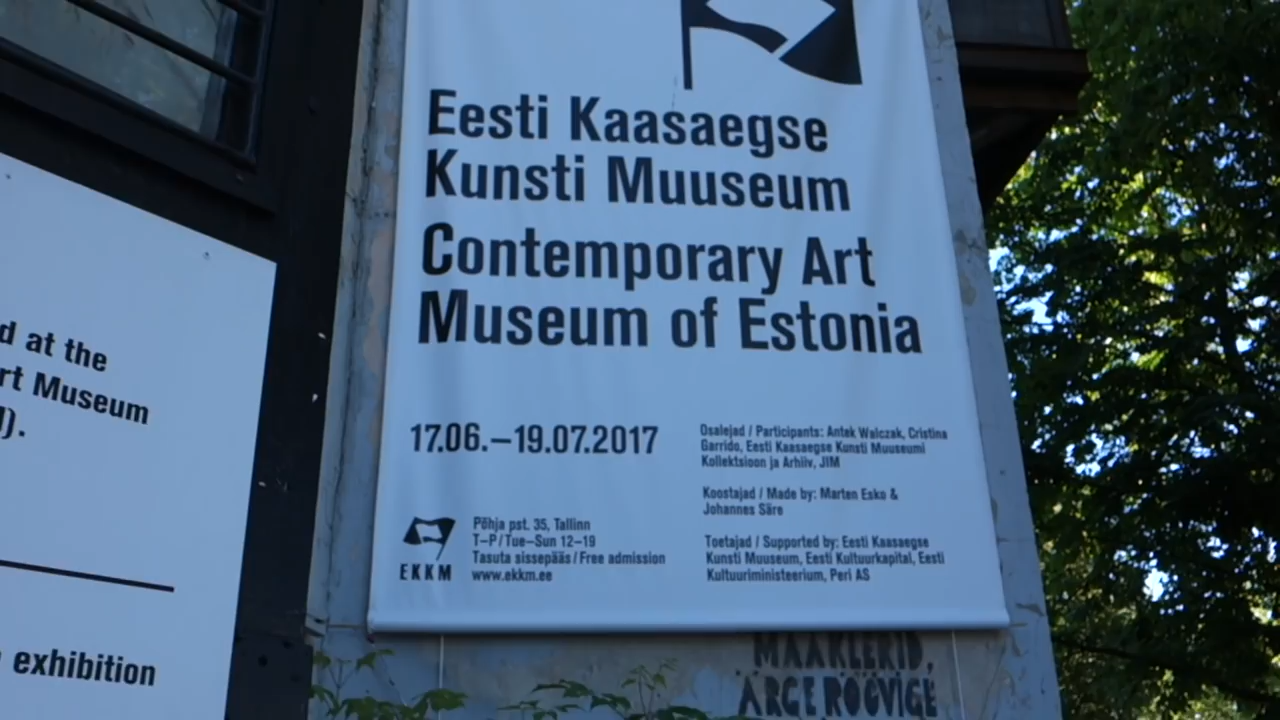 d at the
rt Museum
).
exhibition
Eesti Kaasaegse
Kunsti Muuseum
Contemporary Art
Museum of Estonia
17.06.–19.07.2017
EKKM
Põhja pst. 35, Tallinn
T–P / Tue–Sun 12–19
Tasuta sissepääs / Free admission
www.ekkm.ee
Osalejad / Participants: Antek Walczak, Cristina
Garrido, Eesti Kaasaegse Kunsti Muuseumi
Kollektsioon ja Arhiiv, JIM
Koostajad / Made by: Marten Esko &
Johannes Säre
Toetajad / Supported by: Eesti Kaasaegse
Kunsti Muuseum, Eesti Kultuurkapital, Eesti
Kultuuriministeerium, Peri AS
MAAKLERID,
ÄRGE RÖÖVIGE